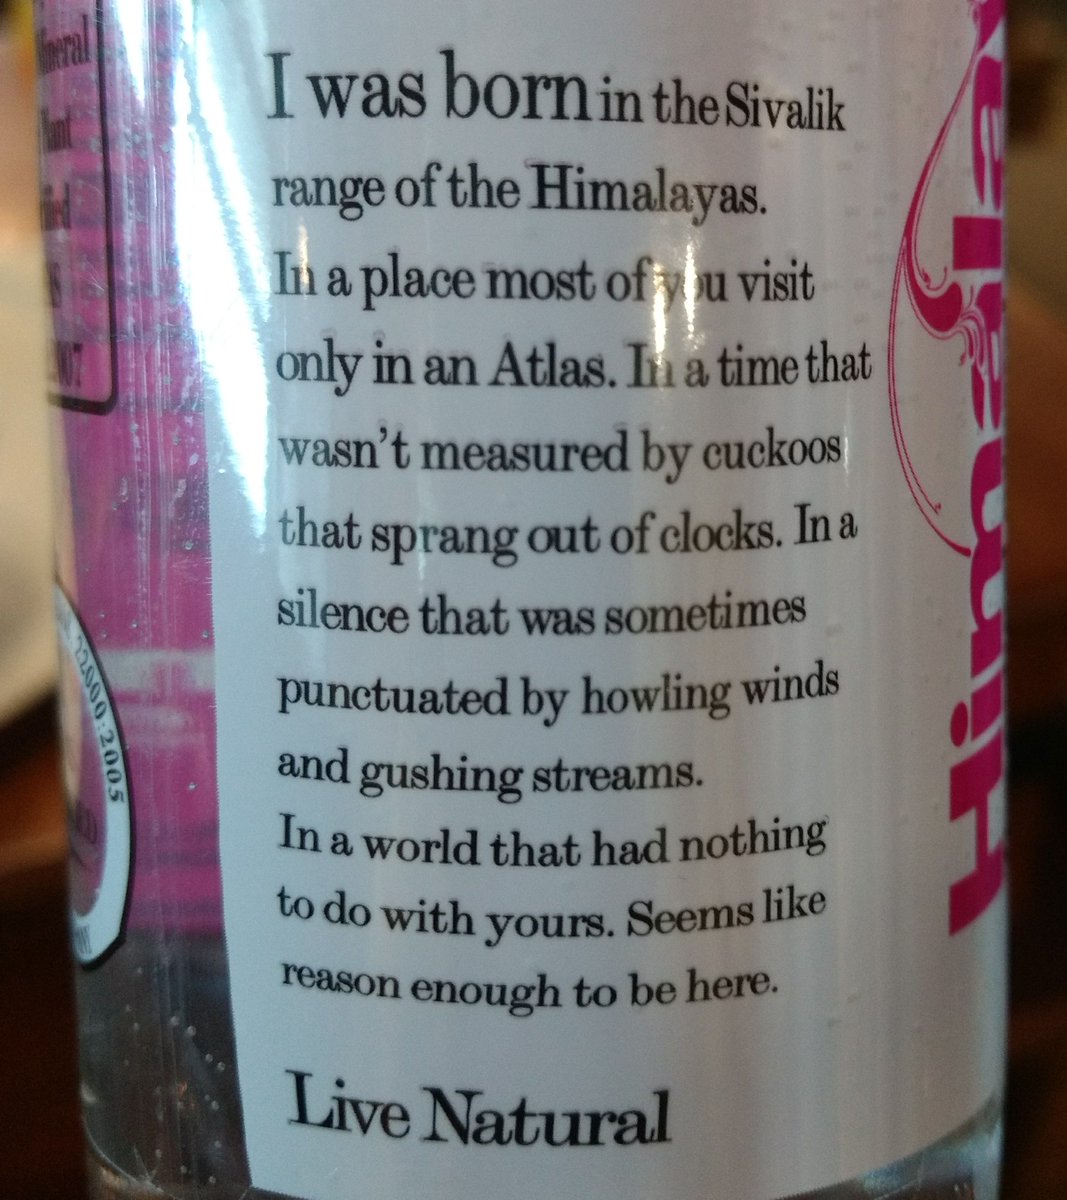 I was born in the Sivalik
range of the Himalayas.
In a place most of you visit
only in an Atlas. In a time that
wasn't measured by cuckoos
that sprang out of clocks. In a
silence that was sometimes
punctuated by howling winds
and gushing streams.
In a world that had nothing
to do with yours. Seems like
reason enough to be here.
Live Natural
Himala
22000:2005